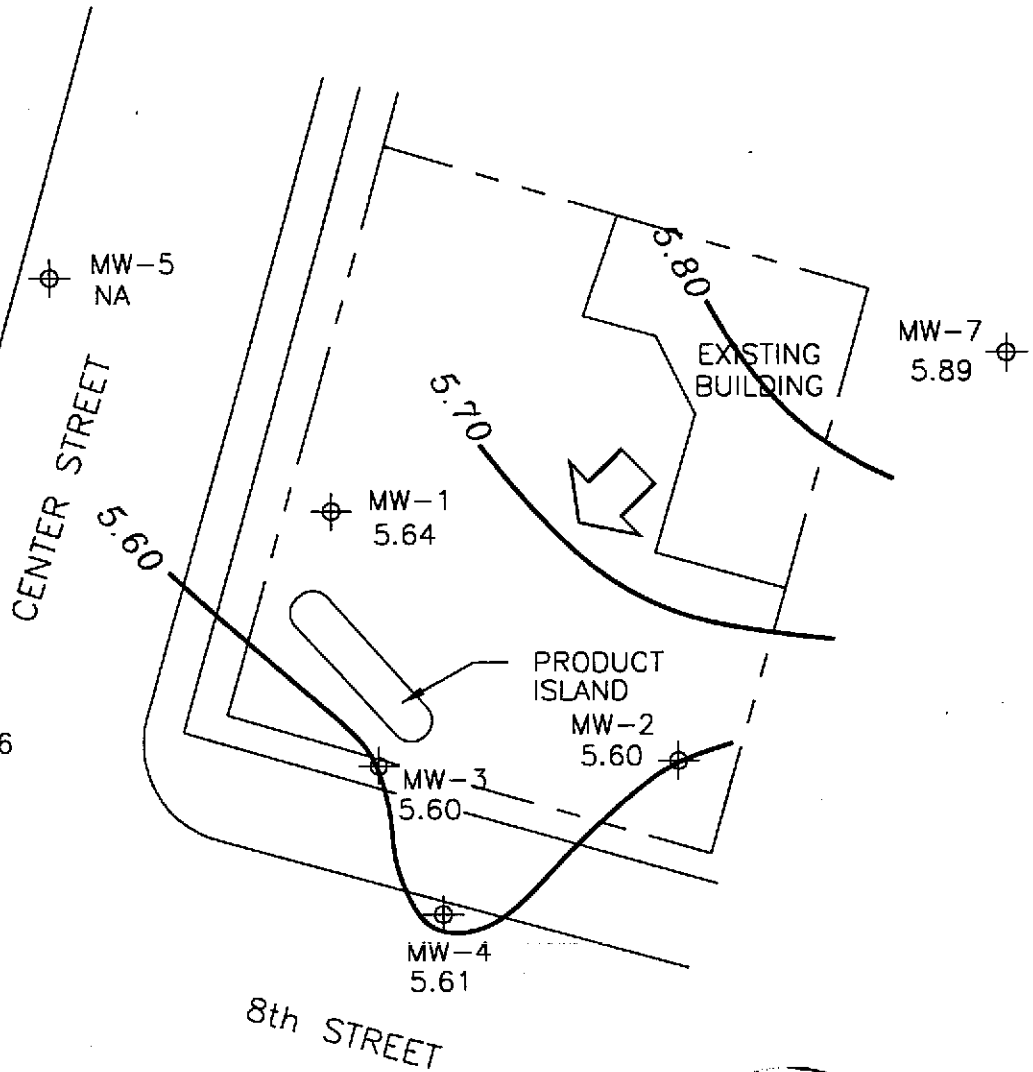 5.80
MW-5
NA
MW-7
5.89
EXISTING
BUILDING
5.70
CENTER STREET
MW-1
5.64
5.60
PRODUCT
ISLAND
MW-2
5.60
6
MW-3
5.60
MW-4
5.61
8th STREET